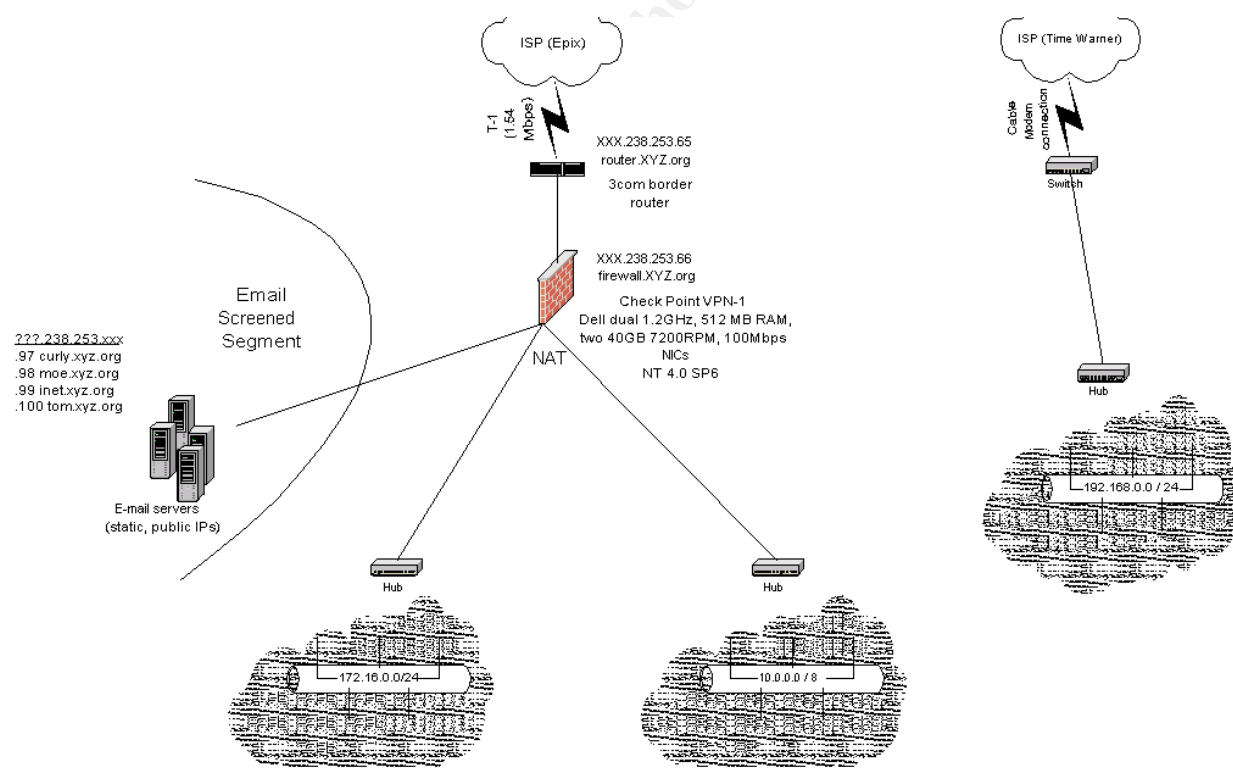 ISP (Epix)
T-1
(1.54
Mbps)
XXX.238.253.65
router.XYZ.org
3com border
router
XXX.238.253.66
firewall.XYZ.org
Check Point VPN-1
Dell dual 1.2GHz, 512 MB RAM,
two 40GB 7200RPM, 100Mbps
NICs
NT 4.0 SP6
NAT
Email
Screened
Segment
???.238.253.xxx
.97 curly.xyz.org
.98 moe.xyz.org
.99 inet.xyz.org
.100 tom.xyz.org
E-mail servers
(static, public IPs)
Hub
172.16.0.0/24
Hub
10.0.0.0 / 8
ISP (Time Warner)
Cable
Modem
connection
Switch
Hub
192.168.0.0 / 24